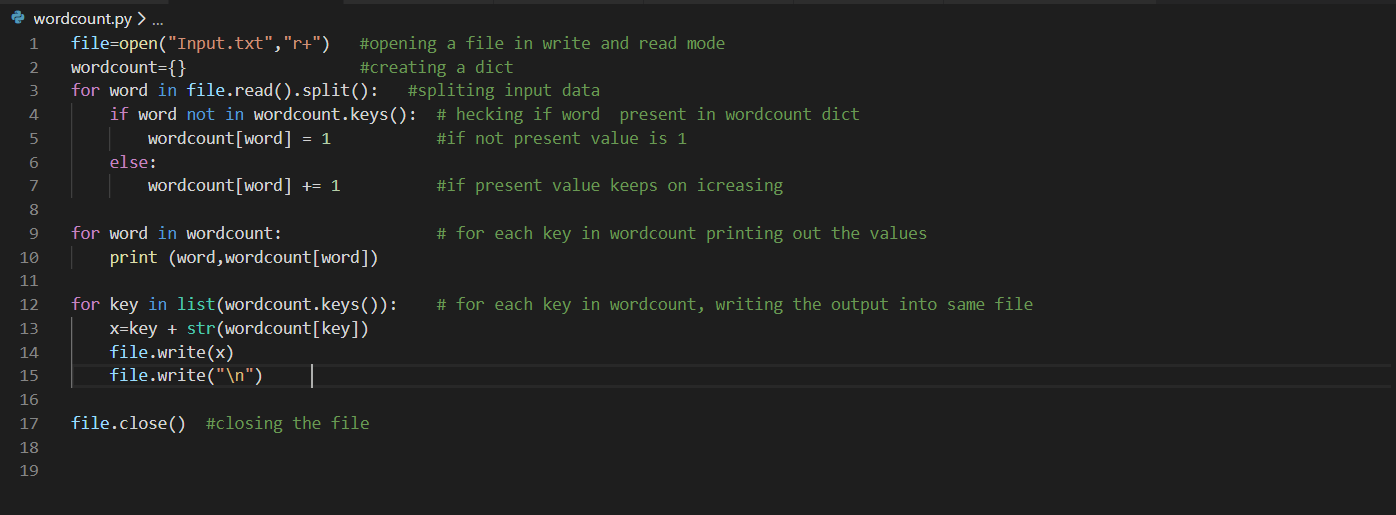 wordcount.py > ...
1 file=open("Input.txt","r+")   #opening a file in write and read mode
2 wordcount={}                  #creating a dict
3 for word in file.read().split():   #spliting input data
4     if word not in wordcount.keys():  # hecking if word  present in wordcount dict
5         wordcount[word] = 1           #if not present value is 1
6     else:
7         wordcount[word] += 1          #if present value keeps on icreasing
8
9 for word in wordcount:                # for each key in wordcount printing out the values
10     print (word,wordcount[word])
11
12 for key in list(wordcount.keys()):    # for each key in wordcount, writing the output into same file
13     x=key + str(wordcount[key])
14     file.write(x)
15     file.write("\n")
16
17 file.close()  #closing the file
18
19